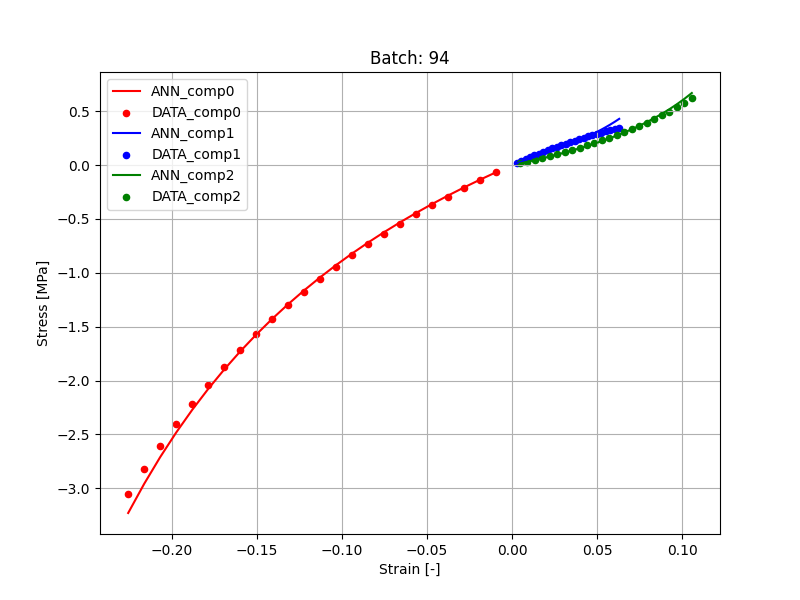 Batch: 94
ANN_comp0
DATA_comp0
ANN_comp1
DATA_comp1
ANN_comp2
DATA_comp2
0.5
0.0
−0.5
−1.0
−1.5
−2.0
−2.5
−3.0
Stress [MPa]
−0.20 −0.15 −0.10 −0.05 0.00 0.05 0.10
Strain [-]